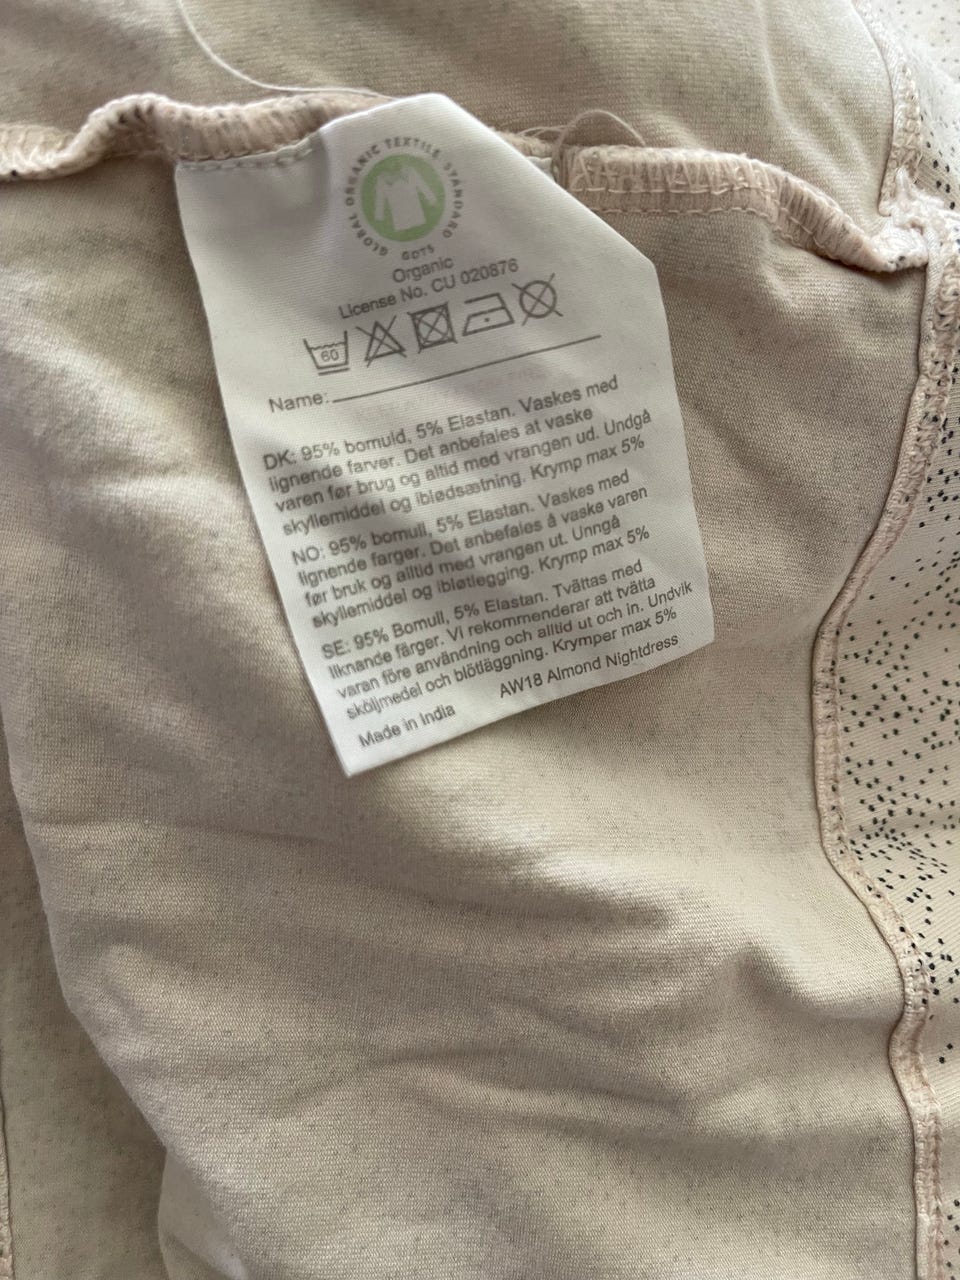 GLOBAL ORGANIC TEXTILE STANDARD
GOTS
Organic
License No. CU 020876
60
Name:
DK: 95% bomuld, 5% Elastan. Vaskes med
lignende farver. Det anbefales at vaske
varen før brug og altid med vrangen ud. Undgå
skyllemiddel og iblødsætning. Krymp max 5%
NO: 95% bomull, 5% Elastan. Vaskes med
lignende farger. Det anbefales å vaske varen
før bruk og alltid med vrangen ut. Unngå
skyllemiddel og ibløtlegging. Krymp max 5%
SE: 95% Bomull, 5% Elastan. Tvättas med
liknande färger. Vi rekommenderar att tvätta
varan före användning och alltid ut och in. Undvik
sköljmedel och blötläggning. Krymper max 5%
AW18 Almond Nightdress
Made in India